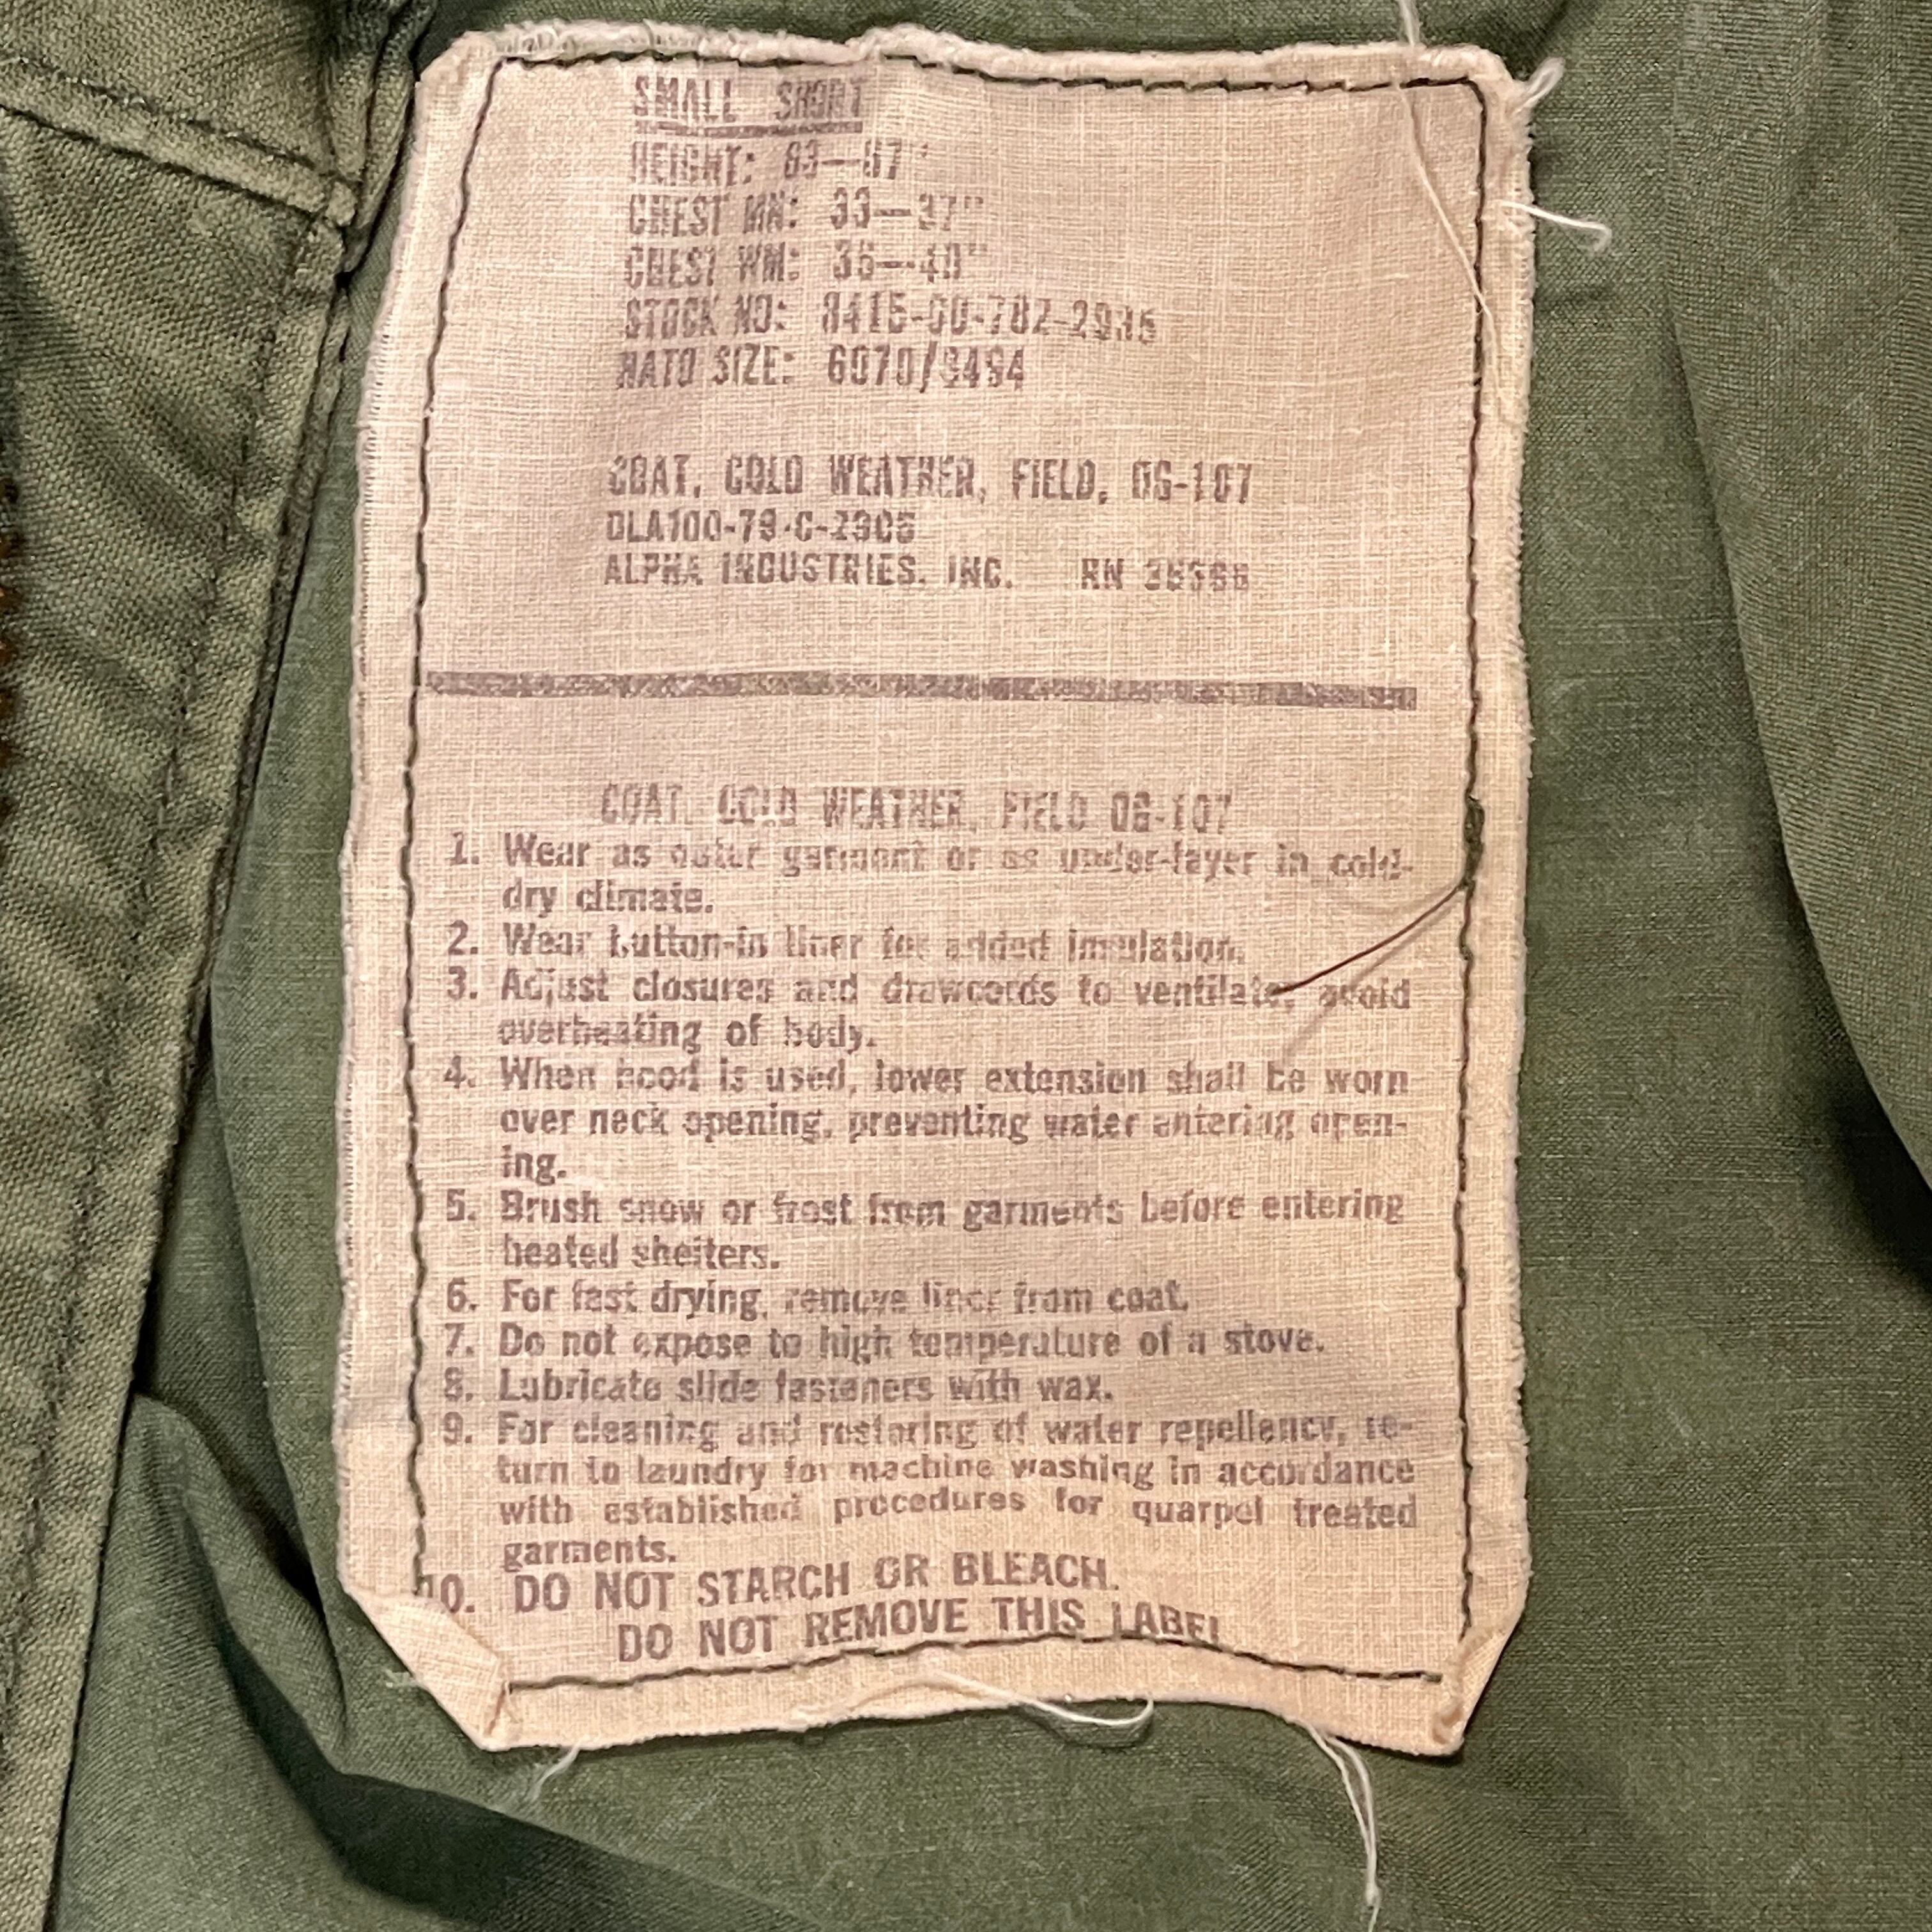 SMALL SHORT
HEIGHT: 63—67"
CHEST MN: 33—37"
CHEST WM: 36—40"
STOCK NO: 8415-00-782-2935
NATO SIZE: 6070/8494
COAT, COLD WEATHER, FIELD, OG-107
DLA100-79-C-2905
ALPHA INDUSTRIES. INC. RN
COAT, COLD WEATHER, FIELD OG-107
1. Wear as outer garment or as under-layer in cold-
dry climate.
2. Wear button-in liner for added insulation.
3. Adjust closures and drawcords to ventilate, avoid
overheating of body.
4. When hood is used, lower extension shall be worn
over neck opening, preventing water entering open-
ing.
5. Brush snow or frost from garments before entering
heated shelters.
6. For fast drying, remove liner from coat.
7. Do not expose to high temperature of a stove.
8. Lubricate slide fasteners with wax.
9. For cleaning and restoring of water repellency, re-
turn to laundry for machine washing in accordance
with established procedures for quarpel treated
garments.
10. DO NOT STARCH OR BLEACH.
DO NOT REMOVE THIS LABEL